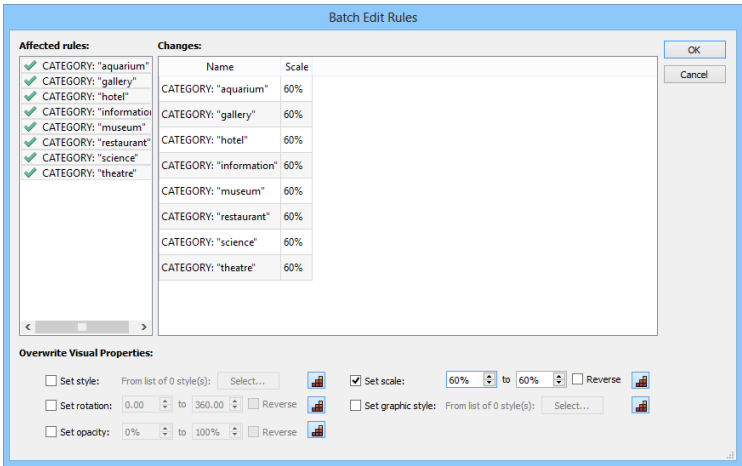 Batch Edit Rules
Affected rules:
CATEGORY: "aquarium"
CATEGORY: "gallery"
CATEGORY: "hotel"
CATEGORY: "information
CATEGORY: "museum"
CATEGORY: "restaurant"
CATEGORY: "science"
CATEGORY: "theatre"
Changes:
Name Scale
CATEGORY: "aquarium" 60%
CATEGORY: "gallery" 60%
CATEGORY: "hotel" 60%
CATEGORY: "information" 60%
CATEGORY: "museum" 60%
CATEGORY: "restaurant" 60%
CATEGORY: "science" 60%
CATEGORY: "theatre" 60%
OK
Cancel
Overwrite Visual Properties:
Set style: From list of 0 style(s): Select...
Set scale: 60% to 60% Reverse
Set rotation: 0.00 to 360.00 Reverse
Set graphic style: From list of 0 style(s): Select...
Set opacity: 0% to 100% Reverse